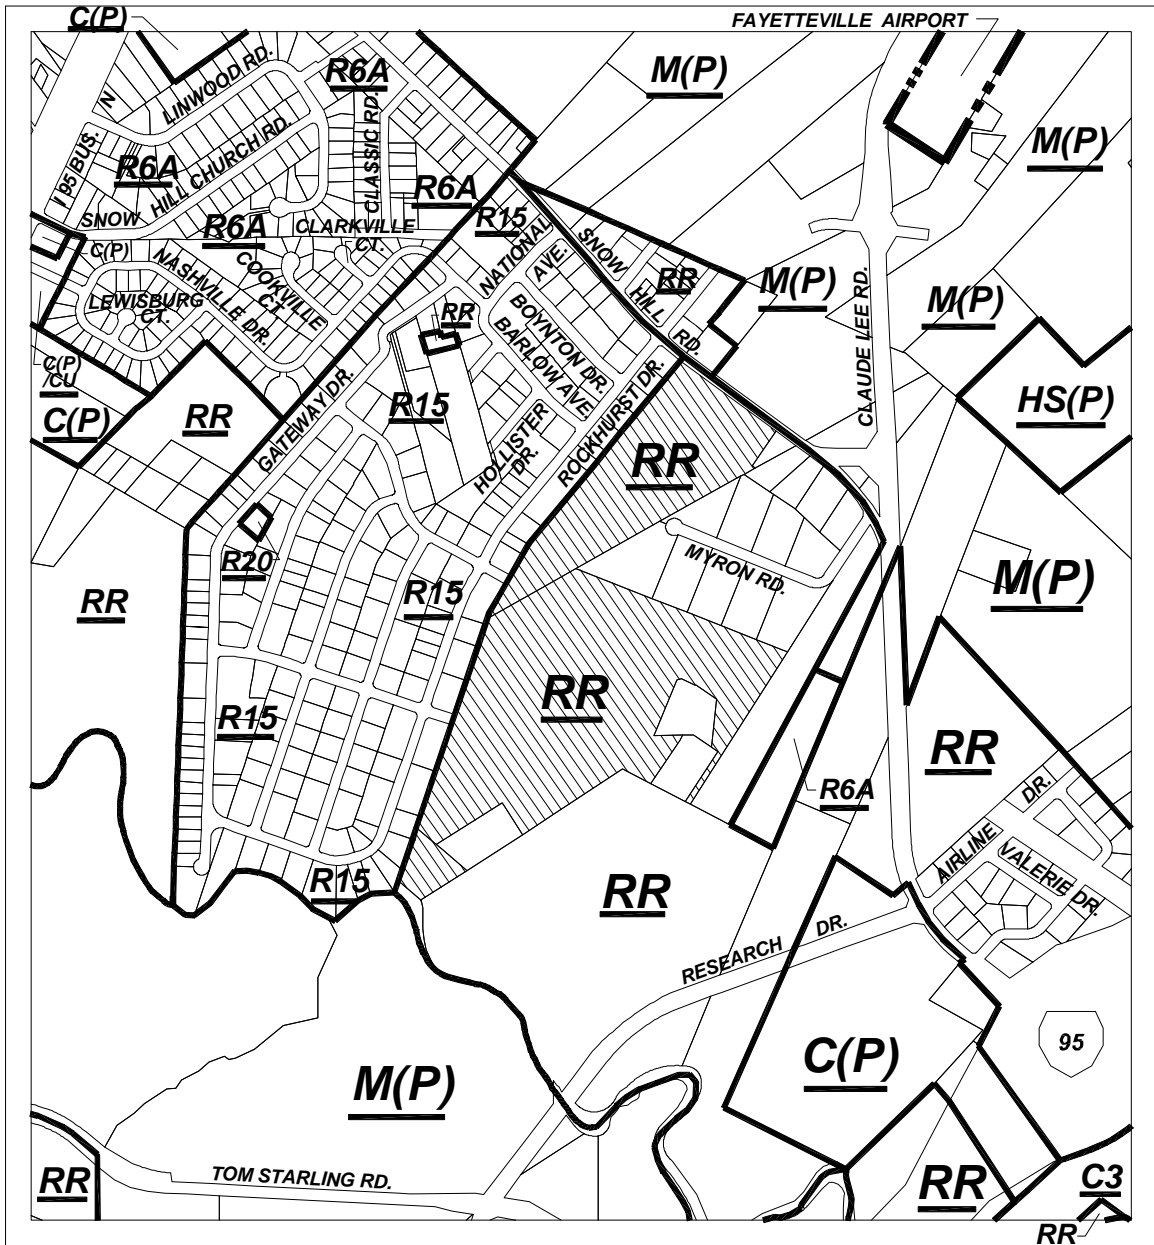 C(P)
FAYETTEVILLE AIRPORT
LINWOOD RD.
R6A
M(P)
I 95 BUS. N
CLASSIC RD.
HILL CHURCH RD.
SNOW
R6A
R6A
R6A
M(P)
R15
NATIONAL
AVE.
SNOW
HILL
RD.
CLARKVILLE
CT.
C(P)
NASHVILLE DR.
COOKVILLE
CT.
LEWISBURG
CT.
RR
M(P)
CLAUDE LEE RD.
M(P)
RR
BOYNTON DR.
BARLOW AVE
C(P)
/CU
C(P)
RR
GATEWAY DR.
R15
HOLLISTER
DR.
ROCKHURST DR.
RR
HS(P)
R20
MYRON RD.
M(P)
RR
R15
RR
R15
RR
R6A
DR.
AIRLINE
VALERIE DR.
R15
RR
RESEARCH DR.
95
C(P)
M(P)
RR
TOM STARLING RD.
RR
C3
RR